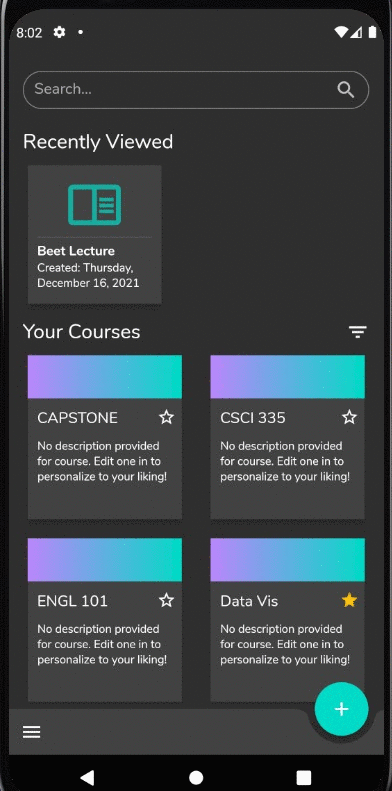 8:02
Search...
Recently Viewed
Beet Lecture
Created: Thursday,
December 16, 2021
Your Courses
CAPSTONE
No description provided
for course. Edit one in to
personalize to your liking!
CSCI 335
No description provided
for course. Edit one in to
personalize to your liking!
ENGL 101
No description provided
for course. Edit one in to
personalize to your liking!
Data Vis
No description provided
for course. Edit one in to
personalize to your liking!